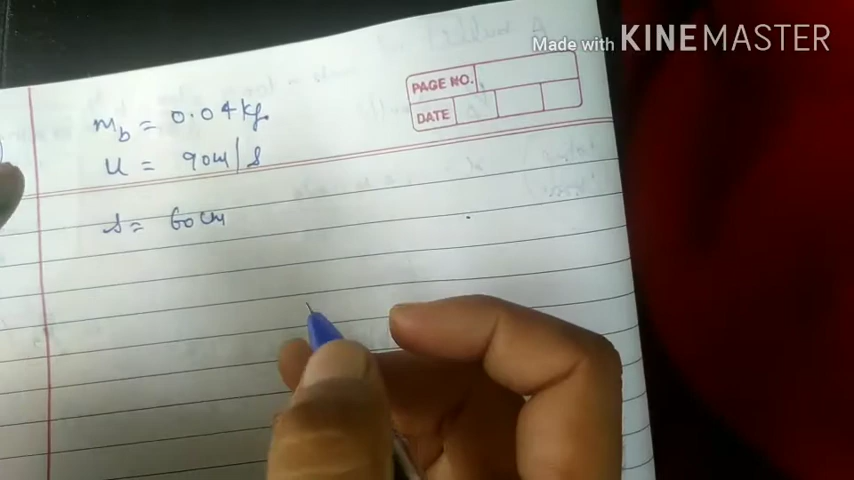 Made with KINEMASTER
PAGE NO.
DATE
m_b = 0.04 kg.
u = 90m/s
s = 60cm